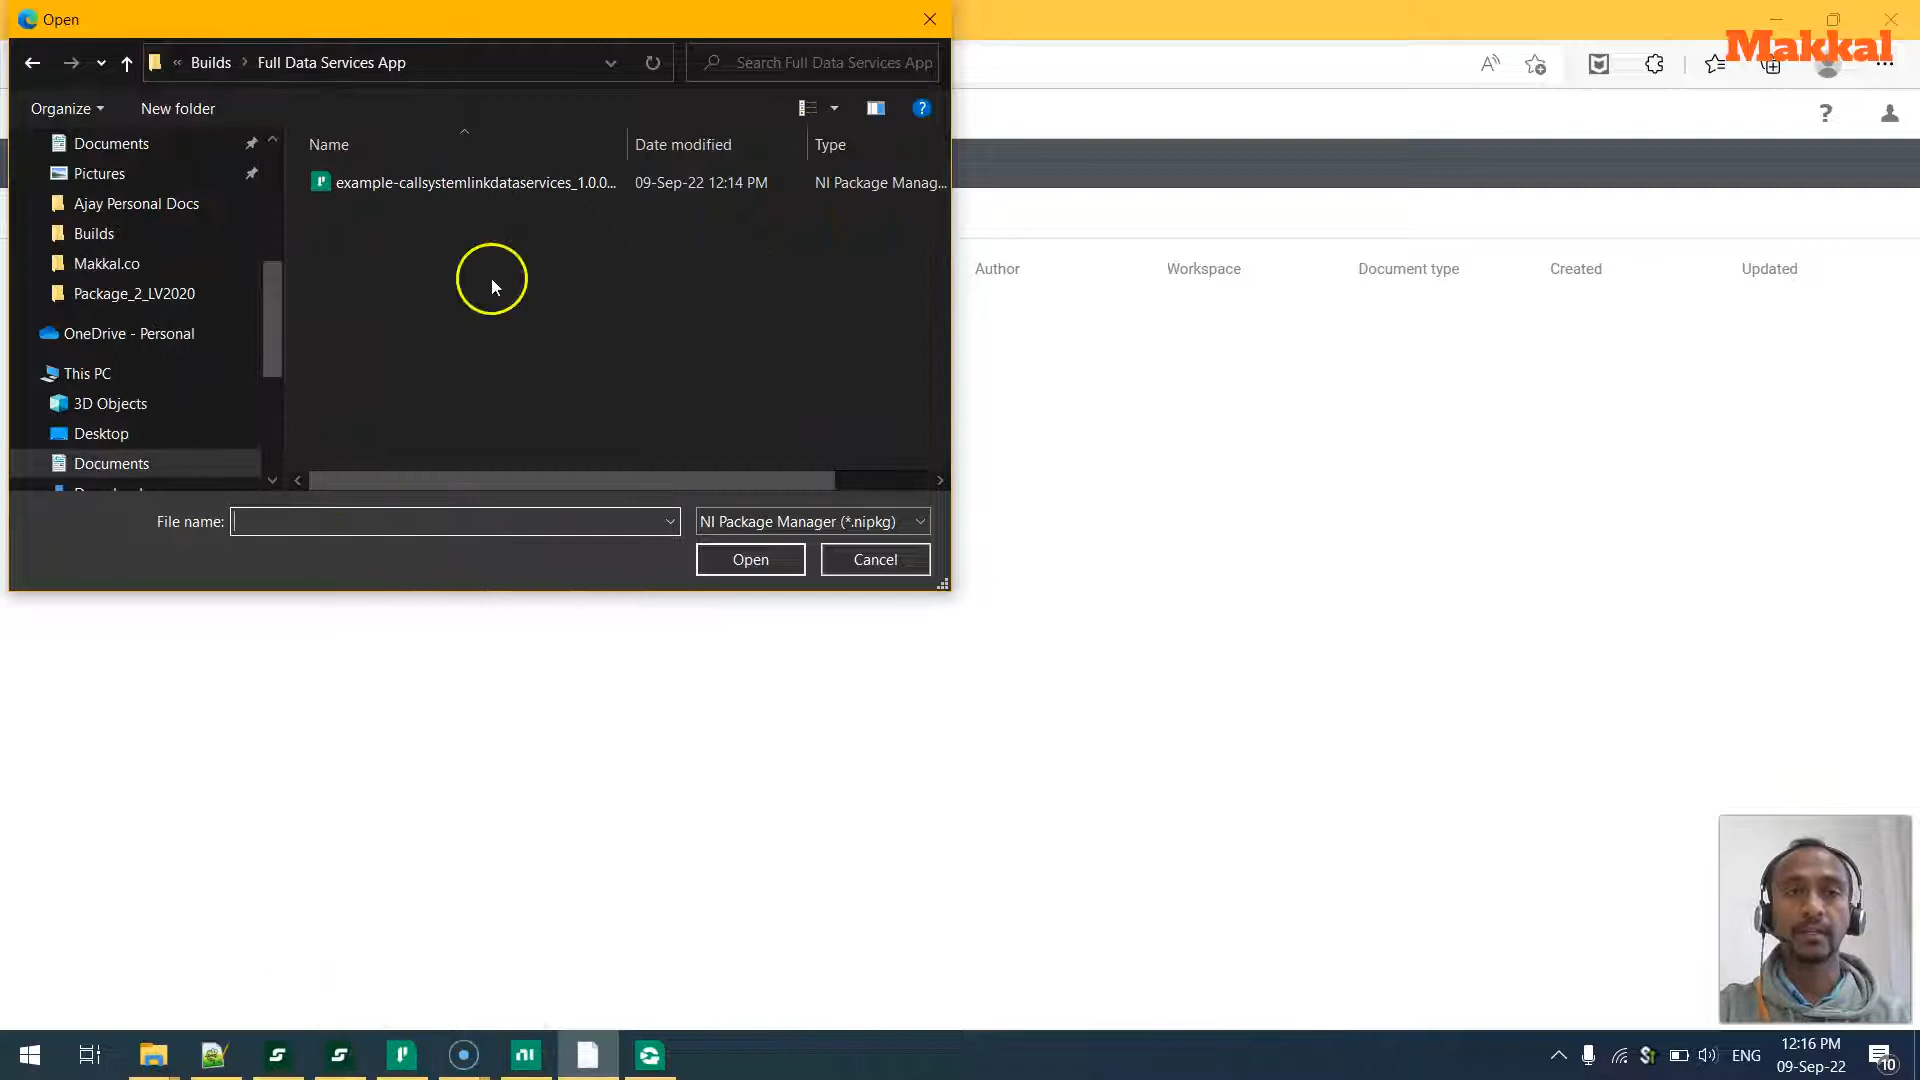 Open
Makkal
« Builds > Full Data Services App
Search Full Data Services App
Organize
New folder
Documents
Name
Date modified
Type
Pictures
example-callsystemlinkdataservices_1.0.0...
09-Sep-22 12:14 PM
NI Package Manag...
Ajay Personal Docs
Builds
Makkal.co
Package_2_LV2020
Author
Workspace
Document type
Created
Updated
OneDrive - Personal
This PC
3D Objects
Desktop
Documents
File name:
NI Package Manager (*.nipkg)
Open
Cancel
ENG
12:16 PM
09-Sep-22
10